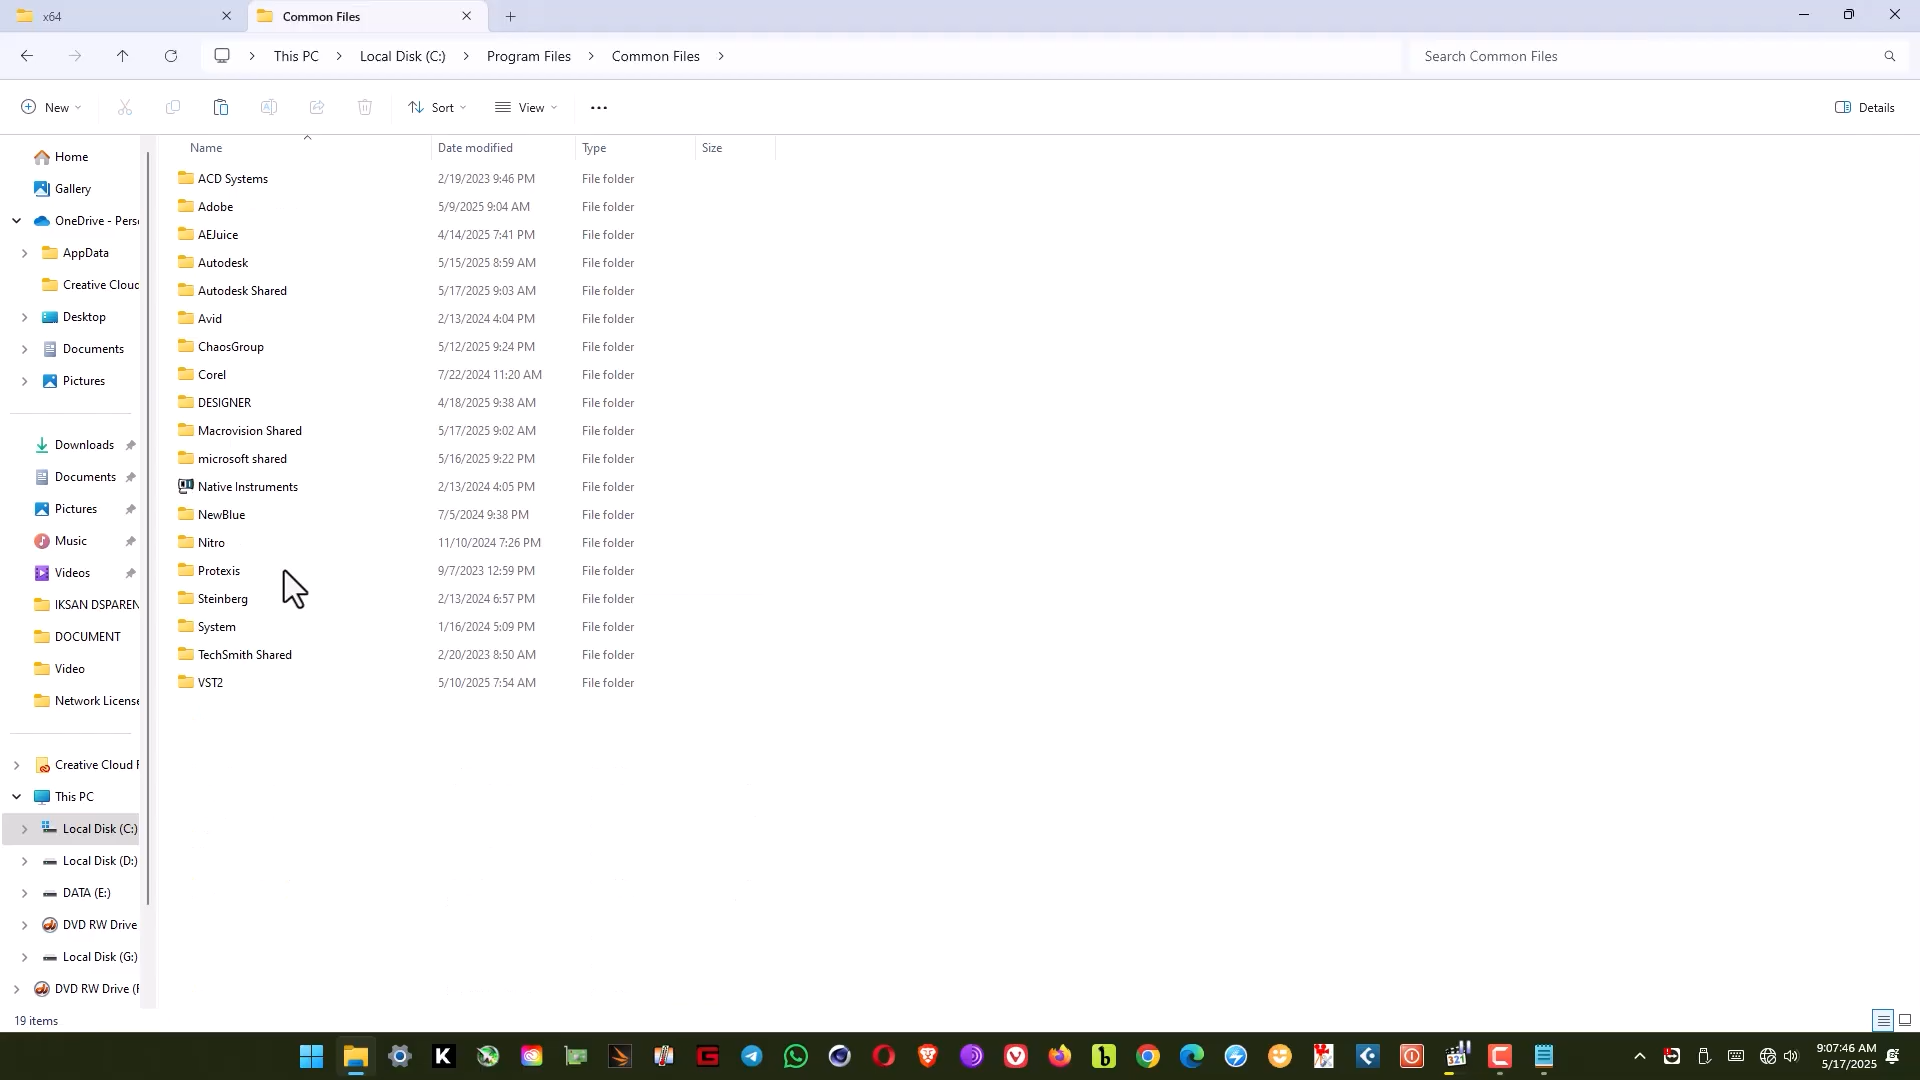 x64
Common Files
This PC
Local Disk (C:)
Program Files
Common Files
Search Common Files
New
Sort
View
Details
Name Date modified Type Size
ACD Systems 2/19/2023 9:46 PM File folder
Adobe 5/9/2025 9:04 AM File folder
AEJuice 4/14/2025 7:41 PM File folder
Autodesk 5/15/2025 8:59 AM File folder
Autodesk Shared 5/17/2025 9:03 AM File folder
Avid 2/13/2024 4:04 PM File folder
ChaosGroup 5/12/2025 9:24 PM File folder
Corel 7/22/2024 11:20 AM File folder
DESIGNER 4/18/2025 9:38 AM File folder
Macrovision Shared 5/17/2025 9:02 AM File folder
microsoft shared 5/16/2025 9:22 PM File folder
Native Instruments 2/13/2024 4:05 PM File folder
NewBlue 7/5/2024 9:38 PM File folder
Nitro 11/10/2024 7:26 PM File folder
Protexis 9/7/2023 12:59 PM File folder
Steinberg 2/13/2024 6:57 PM File folder
System 1/16/2024 5:09 PM File folder
TechSmith Shared 2/20/2023 8:50 AM File folder
VST2 5/10/2025 7:54 AM File folder
Home
Gallery
OneDrive - Pers
AppData
Creative Cloud
Desktop
Documents
Pictures
Downloads
Documents
Pictures
Music
Videos
IKSAN DSPAREN
DOCUMENT
Video
Network License
Creative Cloud F
This PC
Local Disk (C:)
Local Disk (D:)
DATA (E:)
DVD RW Drive
Local Disk (G:)
DVD RW Drive (F
19 items
K
G
b
321
9:07:46 AM
5/17/2025